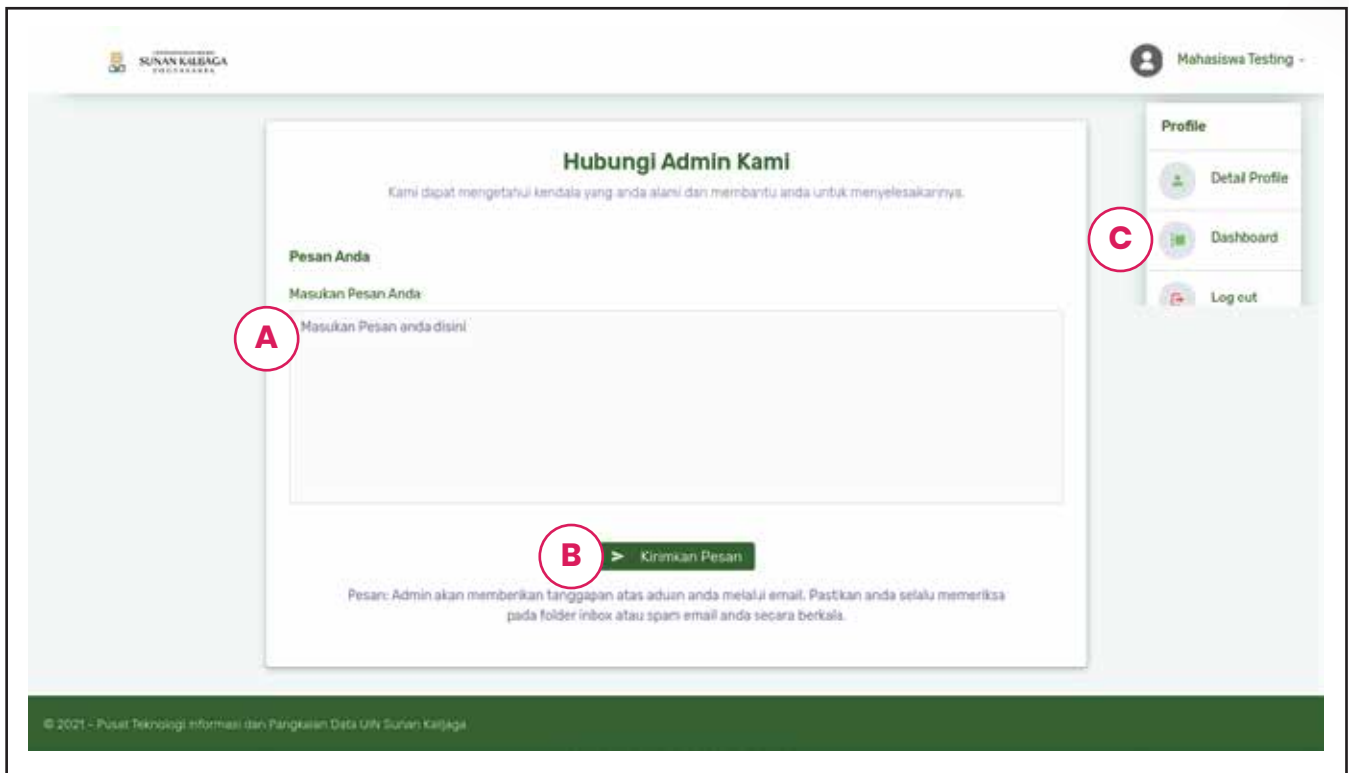 SUNAN KALIJAGA
YOGYAKARTA
Mahasiswa Testing
Profile
Detail Profile
C
Dashboard
Log out
Hubungi Admin Kami
Kami dapat mengetahui kendala yang anda alami dan membantu anda untuk menyelesaikannya.
Pesan Anda
Masukan Pesan Anda
A
Masukan Pesan anda disini
B
Kirimkan Pesan
Pesan: Admin akan memberikan tanggapan atas aduan anda melalui email. Pastikan anda selalu memeriksa
pada folder inbox atau spam email anda secara berkala.
© 2021 - Pusat Teknologi Informasi dan Pangkalan Data UIN Sunan Kalijaga